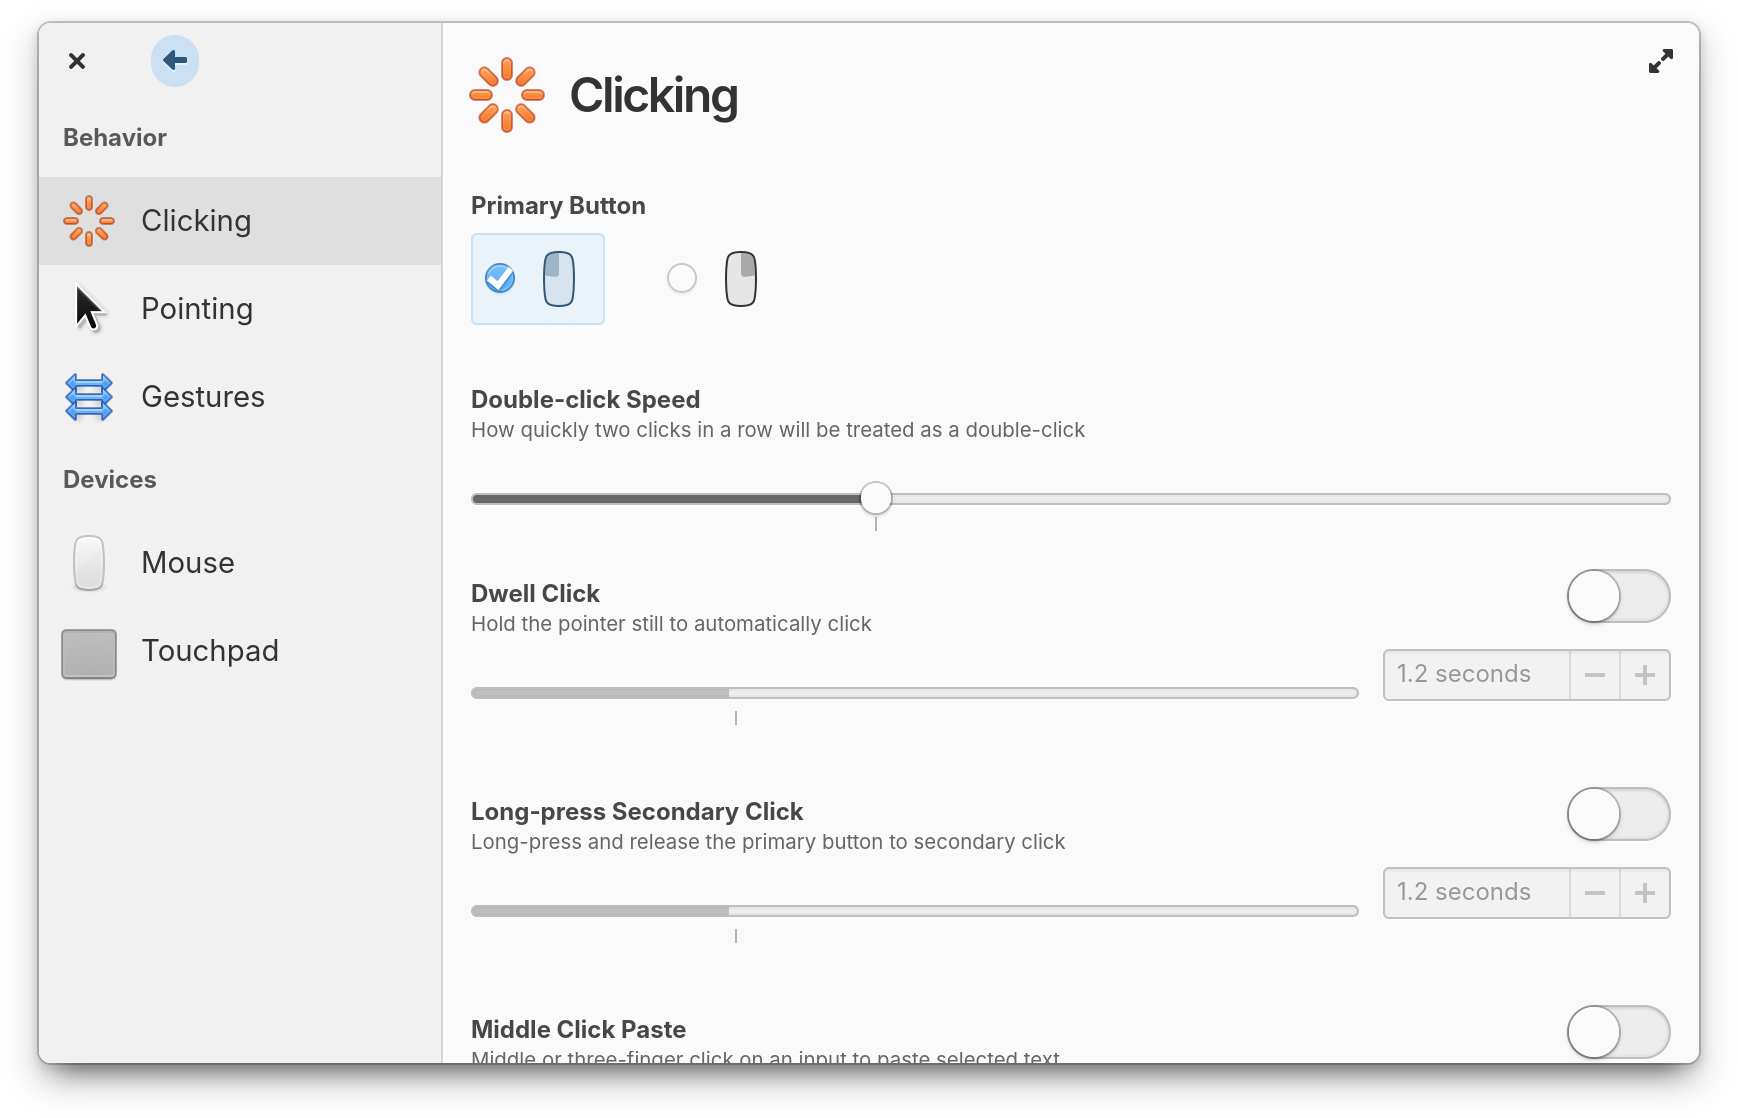 Behavior
Clicking
Pointing
Gestures
Devices
Mouse
Touchpad
Clicking
Primary Button
Double-click Speed
How quickly two clicks in a row will be treated as a double-click
Dwell Click
Hold the pointer still to automatically click
1.2 seconds
Long-press Secondary Click
Long-press and release the primary button to secondary click
1.2 seconds
Middle Click Paste
Middle or three-finger click on an input to paste selected text